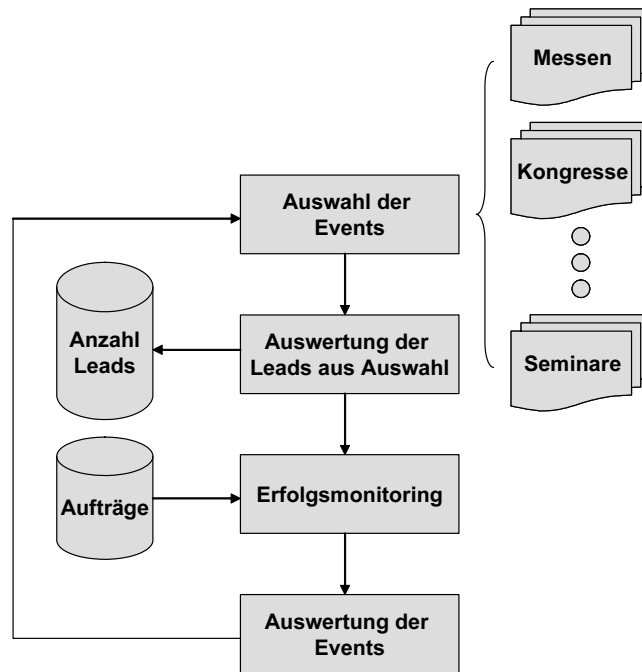 Messen
Kongresse
Auswahl der
Events
Anzahl
Leads
Auswertung der
Leads aus Auswahl
Seminare
Aufträge
Erfolgsmonitoring
Auswertung der
Events